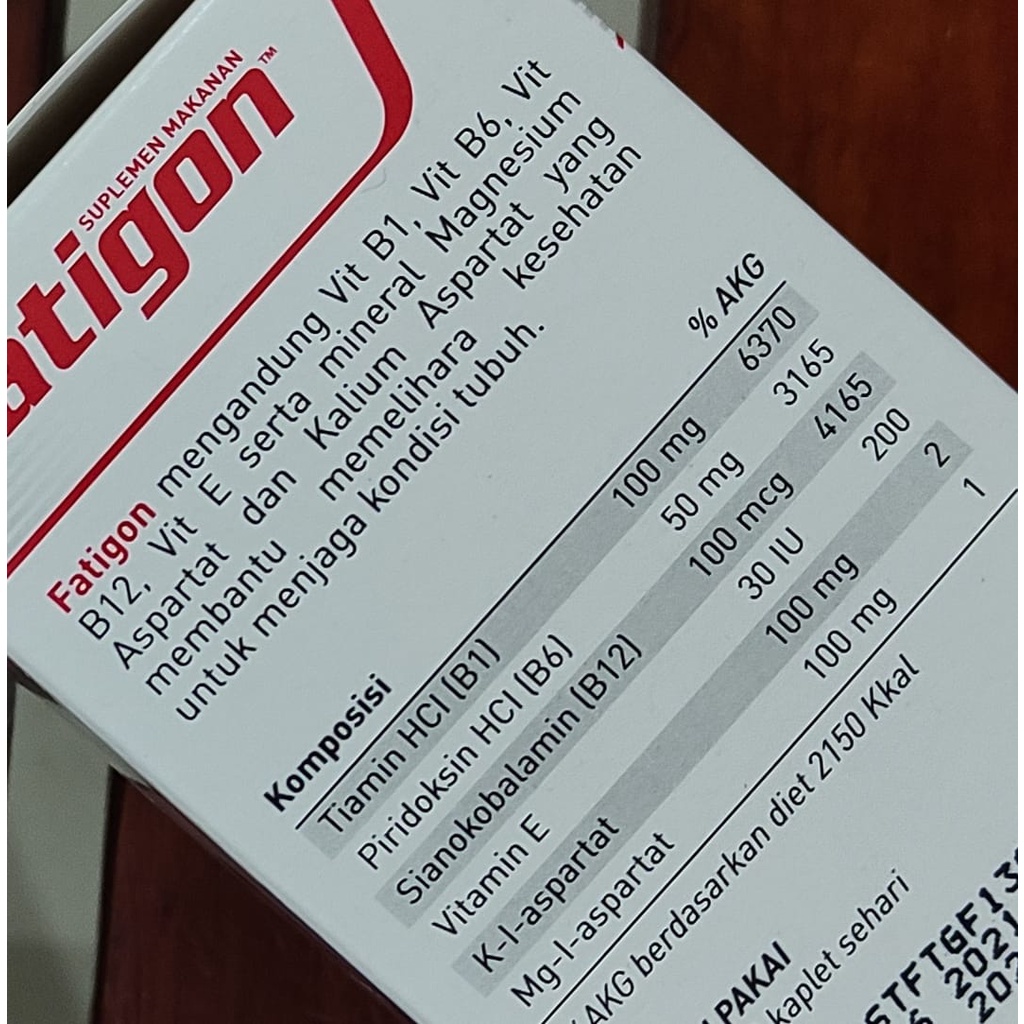 SUPLEMEN MAKANAN
atigon™
Fatigon mengandung Vit B1, Vit B6, Vit
B12, Vit E serta mineral Magnesium
Aspartat dan Kalium Aspartat yang
membantu memelihara kesehatan
untuk menjaga kondisi tubuh.
Komposisi % AKG
Tiamin HCl (B1) 100 mg 6370
Piridoksin HCl (B6) 50 mg 3165
Sianokobalamin (B12) 100 mcg 4165
Vitamin E 30 IU 200
K-l-aspartat 100 mg 2
Mg-l-aspartat 100 mg 1
AKG berdasarkan diet 2150 Kkal
PAKAI
kaplet sehari
STFTGF13
2021